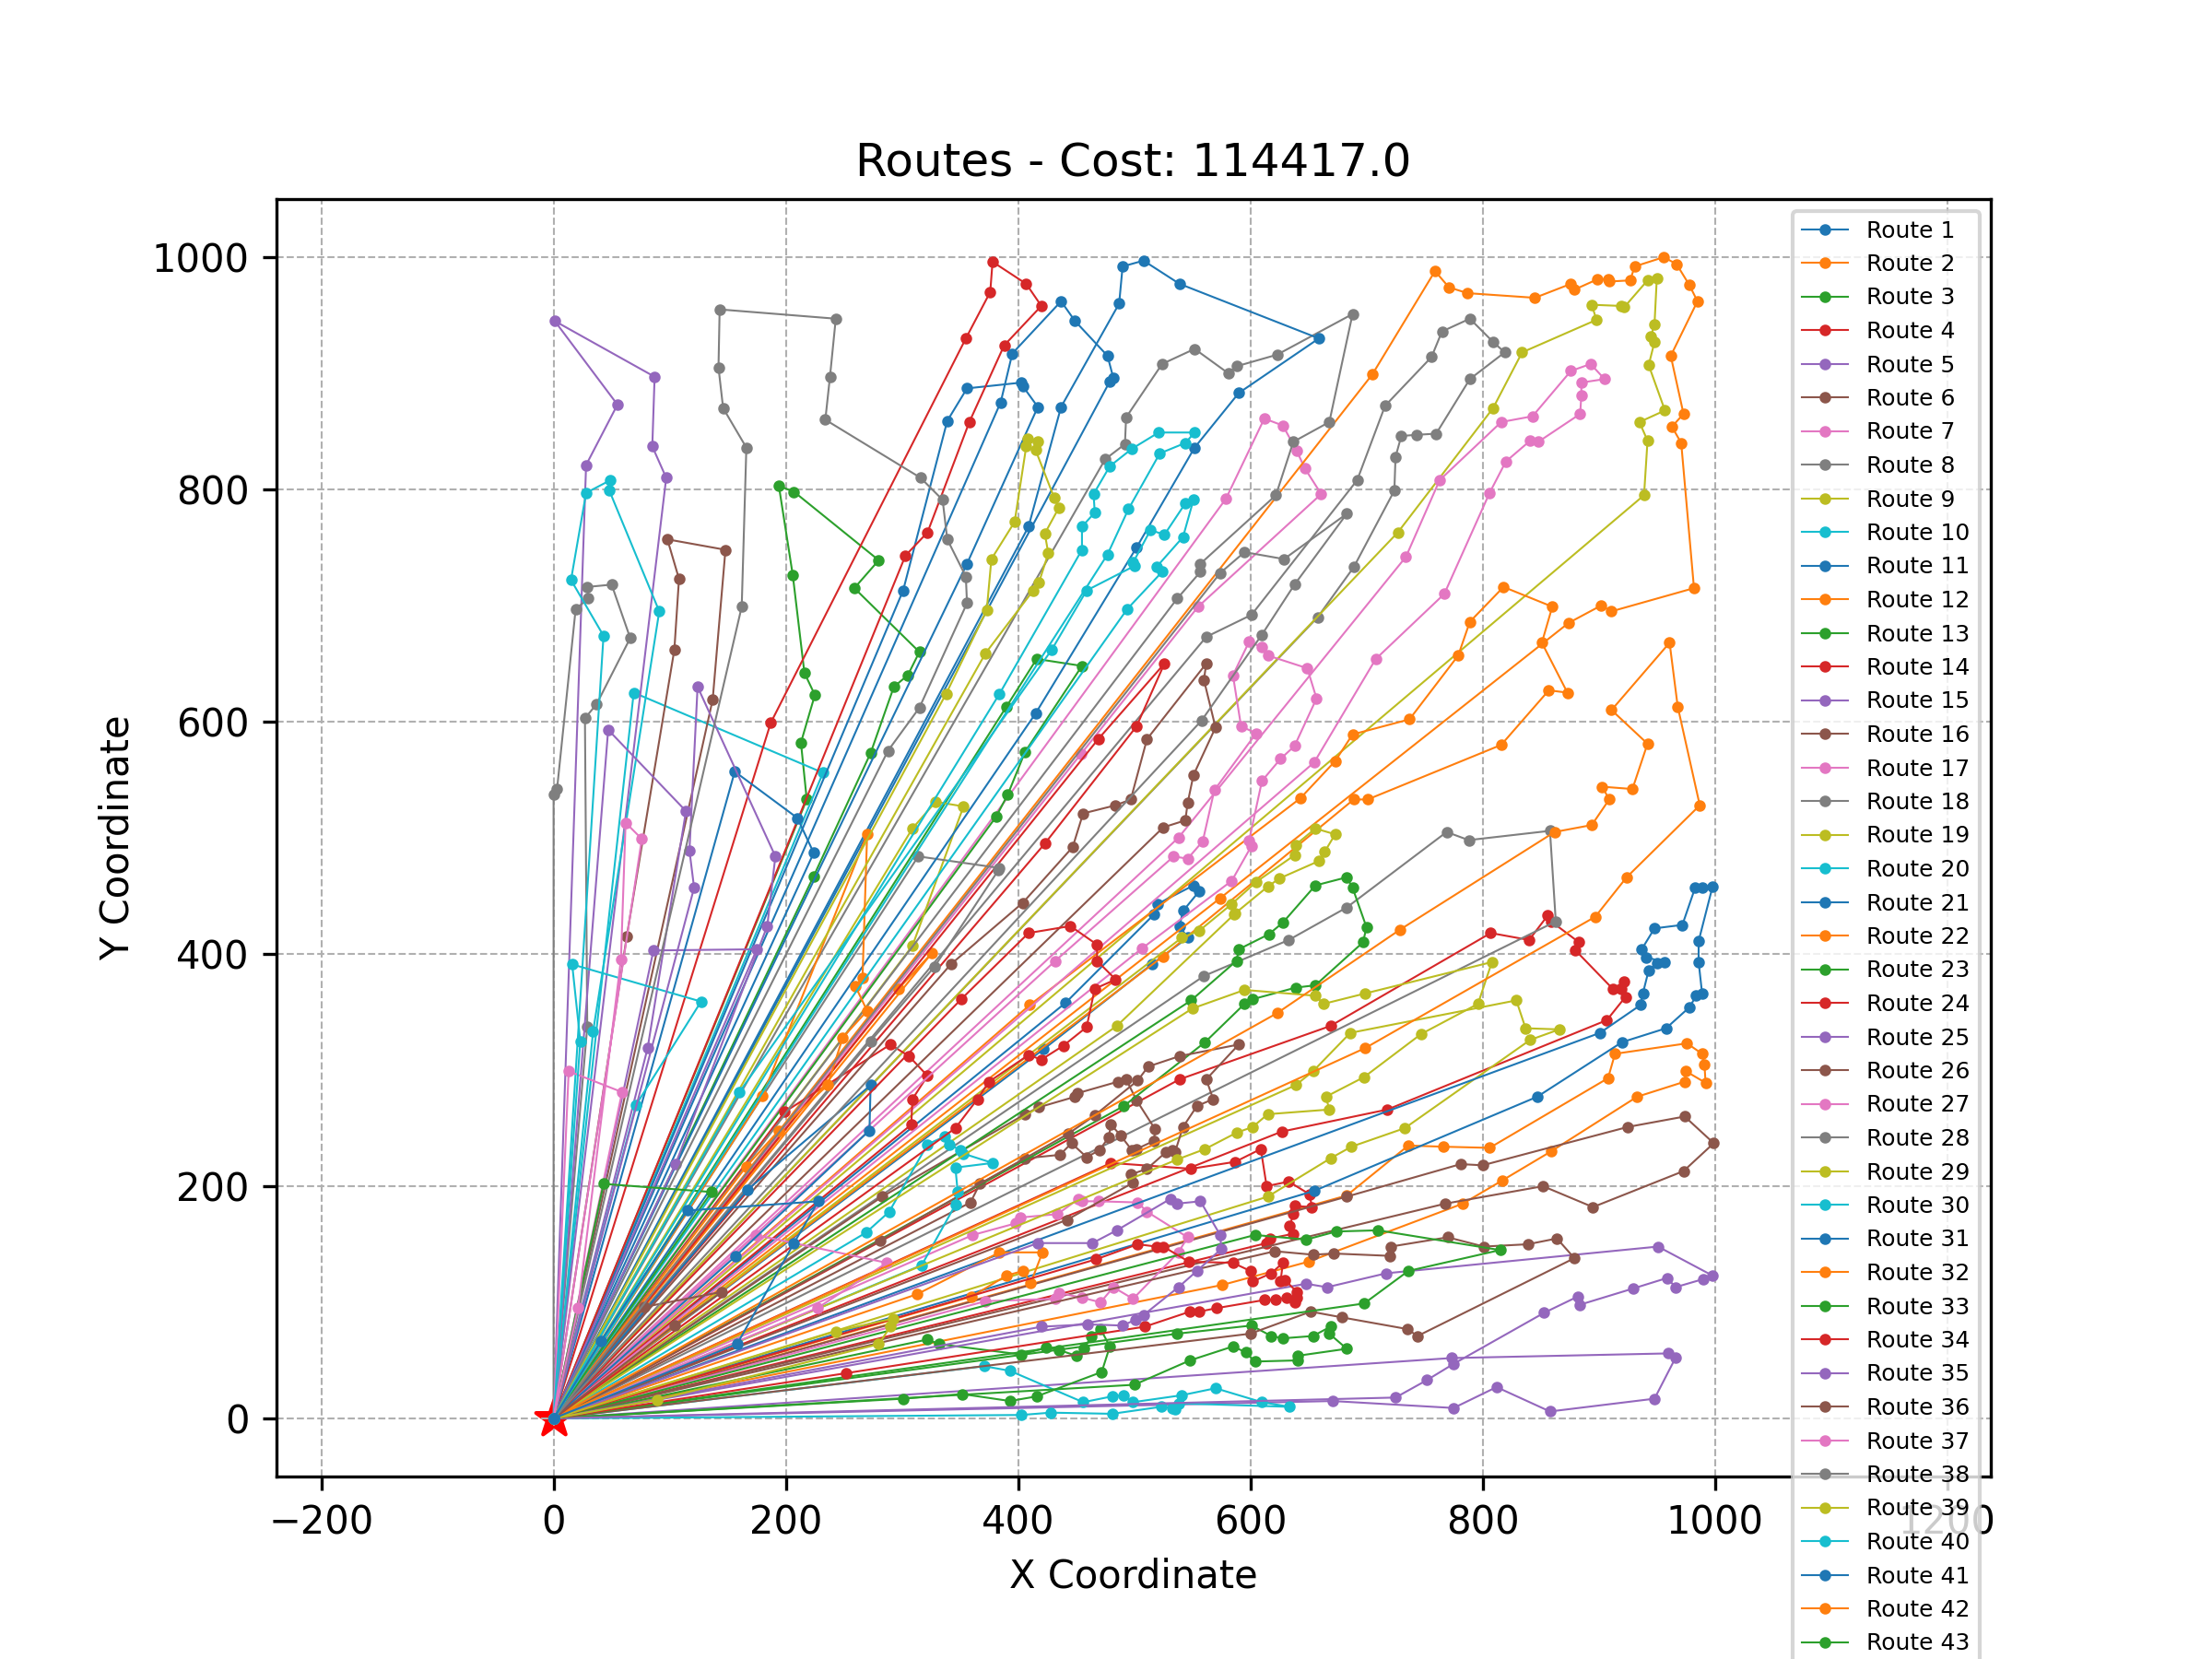 Routes - Cost: 114417.0
Y Coordinate
1000
800
600
400
200
0
−200
0
200
400
600
800
1000
1200
X Coordinate
Route 1
Route 2
Route 3
Route 4
Route 5
Route 6
Route 7
Route 8
Route 9
Route 10
Route 11
Route 12
Route 13
Route 14
Route 15
Route 16
Route 17
Route 18
Route 19
Route 20
Route 21
Route 22
Route 23
Route 24
Route 25
Route 26
Route 27
Route 28
Route 29
Route 30
Route 31
Route 32
Route 33
Route 34
Route 35
Route 36
Route 37
Route 38
Route 39
Route 40
Route 41
Route 42
Route 43